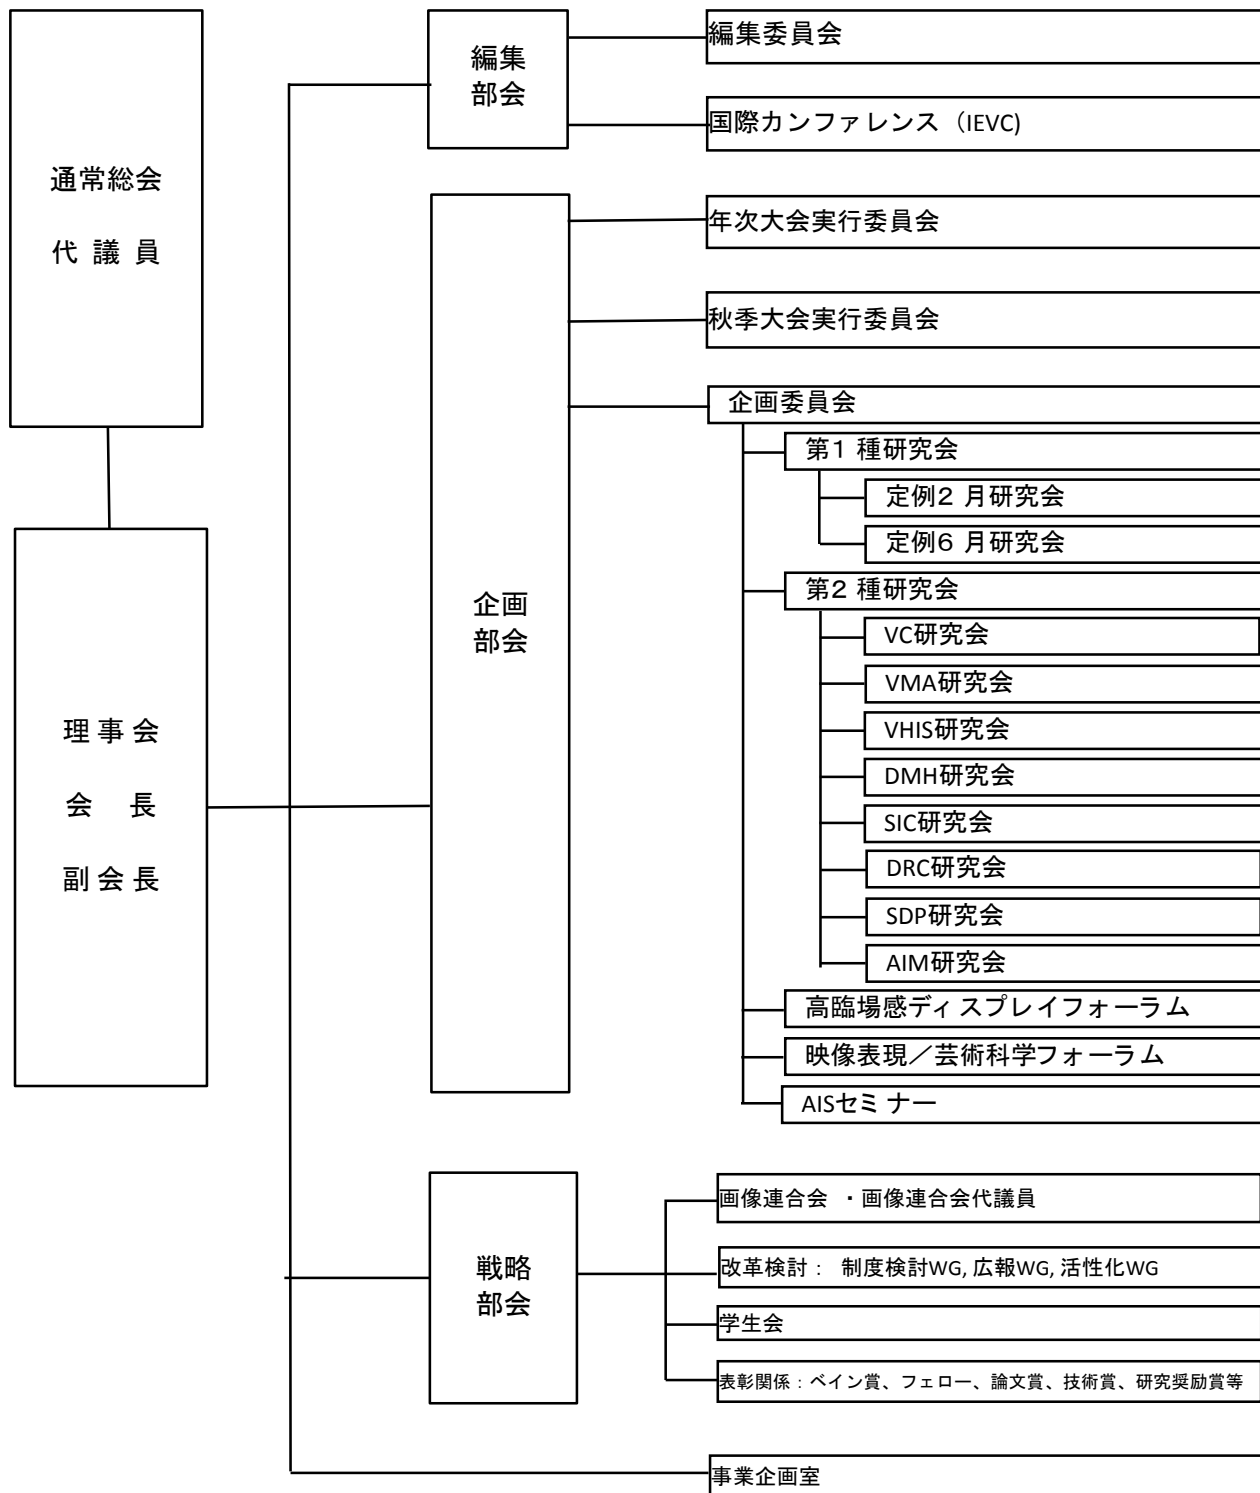 通常総会
代 議 員
理 事 会
会 長
副 会 長
編集
部会
編集委員会
国際カンファレンス（IEVC)
企画
部会
年次大会実行委員会
秋季大会実行委員会
企画委員会
第1 種研究会
定例2 月研究会
定例6 月研究会
第2 種研究会
VC研究会
VMA研究会
VHIS研究会
DMH研究会
SIC研究会
DRC研究会
SDP研究会
AIM研究会
高臨場感ディスプレイフォーラム
映像表現／芸術科学フォーラム
AISセミナー
戦略
部会
画像連合会 ・画像連合会代議員
改革検討： 制度検討WG, 広報WG, 活性化WG
学生会
表彰関係：ベイン賞、フェロー、論文賞、技術賞、研究奨励賞等
事業企画室